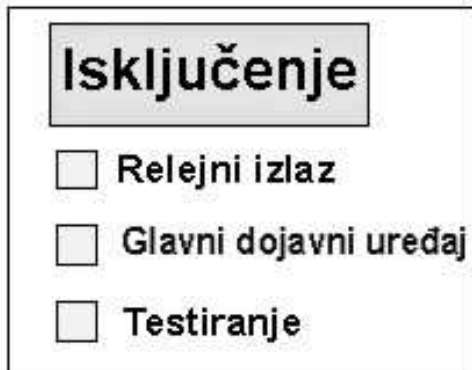 Isključenje
Relejni izlaz
Glavni dojavni uređaj
Testiranje